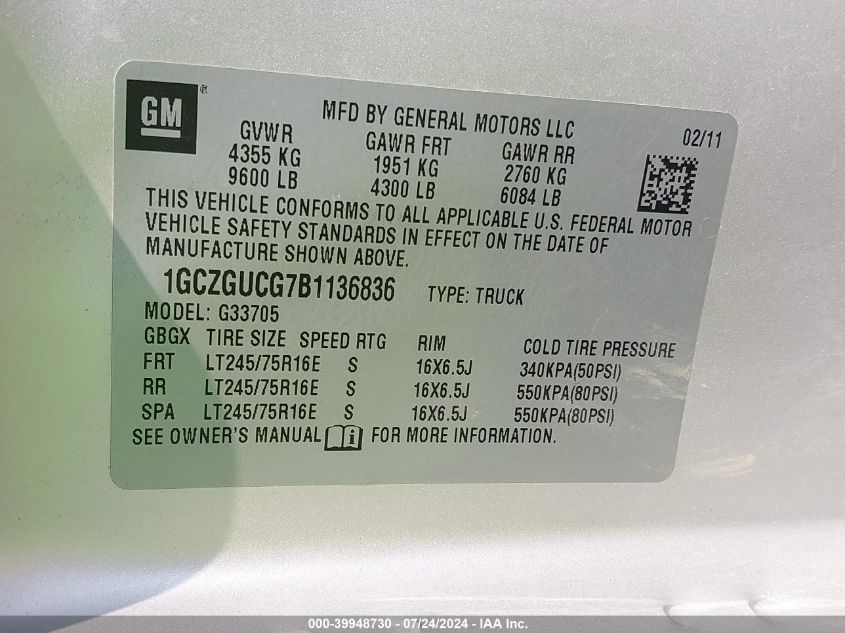 GM®
MFD BY GENERAL MOTORS LLC 02/11
GVWR GAWR FRT GAWR RR
4355 KG 1951 KG 2760 KG
9600 LB 4300 LB 6084 LB
THIS VEHICLE CONFORMS TO ALL APPLICABLE U.S. FEDERAL MOTOR
VEHICLE SAFETY STANDARDS IN EFFECT ON THE DATE OF
MANUFACTURE SHOWN ABOVE.
1GCZGUCG7B1136836 TYPE: TRUCK
MODEL: G33705
GBGX TIRE SIZE SPEED RTG RIM COLD TIRE PRESSURE
FRT LT245/75R16E S 16X6.5J 340KPA(50PSI)
RR LT245/75R16E S 16X6.5J 550KPA(80PSI)
SPA LT245/75R16E S 16X6.5J 550KPA(80PSI)
SEE OWNER'S MANUAL i FOR MORE INFORMATION.
000-39948730 - 07/24/2024 - IAA Inc.